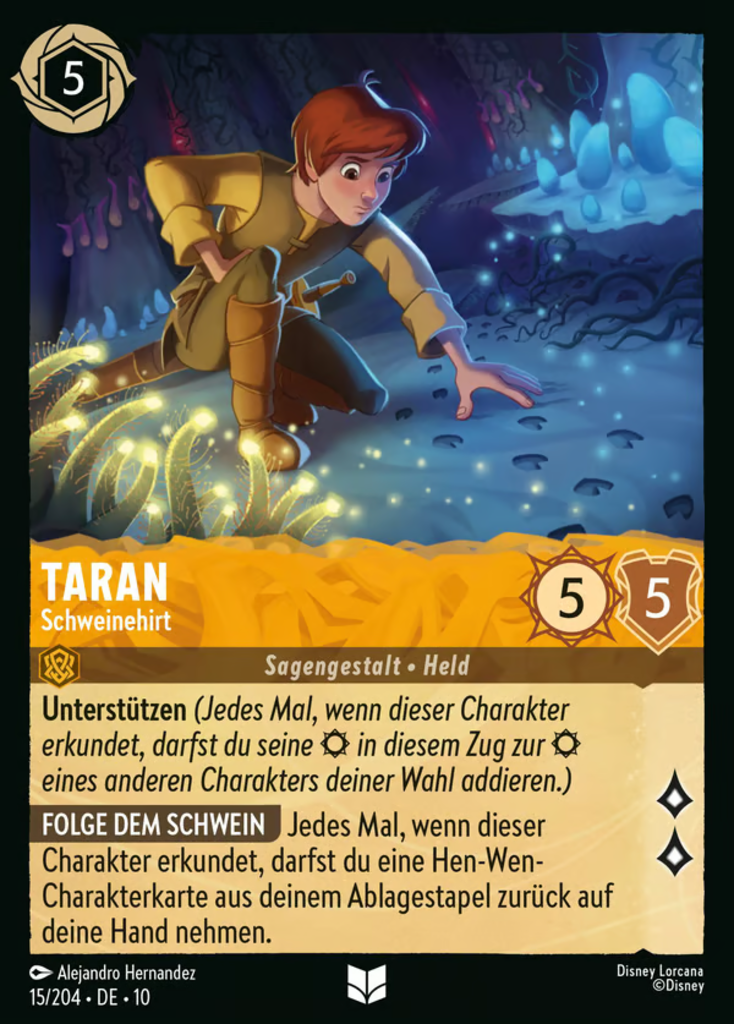 5
TARAN
Schweinehirt
5 5
Sagengestalt • Held
Unterstützen (Jedes Mal, wenn dieser Charakter
erkundet, darfst du seine in diesem Zug zur
eines anderen Charakters deiner Wahl addieren.)
FOLGE DEM SCHWEIN Jedes Mal, wenn dieser
Charakter erkundet, darfst du eine Hen-Wen-
Charakterkarte aus deinem Ablagestapel zurück auf
deine Hand nehmen.
Alejandro Hernandez
15/204 • DE • 10
Disney Lorcana
©Disney